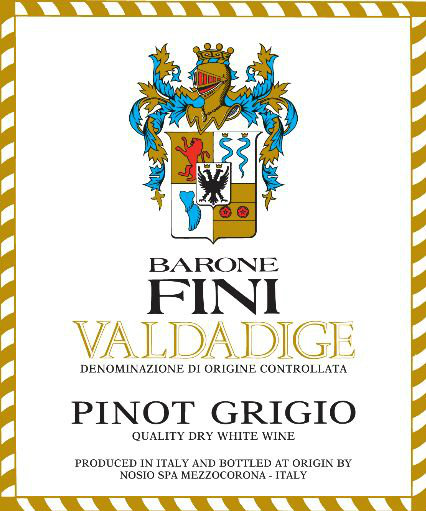 BARONE
FINI
VALDADIGE
DENOMINAZIONE DI ORIGINE CONTROLLATA
PINOT GRIGIO
QUALITY DRY WHITE WINE
PRODUCED IN ITALY AND BOTTLED AT ORIGIN BY
NOSIO SPA MEZZOCORONA - ITALY